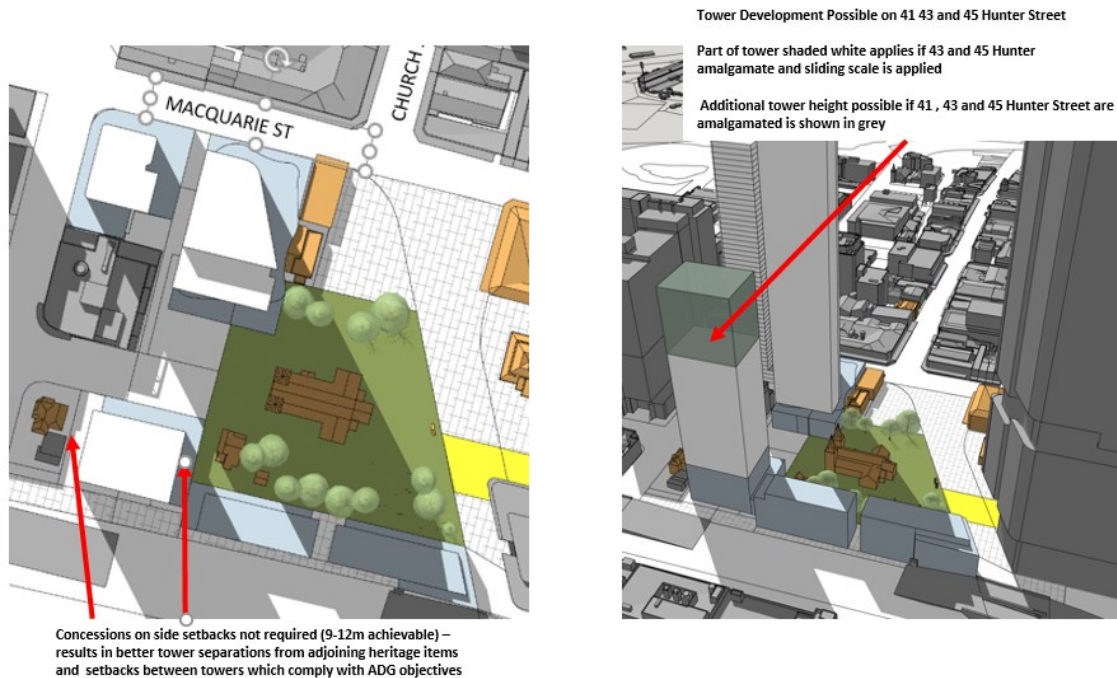 Tower Development Possible on 41 43 and 45 Hunter Street
Part of tower shaded white applies if 43 and 45 Hunter
amalgamate and sliding scale is applied
Additional tower height possible if 41 , 43 and 45 Hunter Street are
amalgamated is shown in grey
MACQUARIE ST
CHURCH
Concessions on side setbacks not required (9-12m achievable) –
results in better tower separations from adjoining heritage items
and setbacks between towers which comply with ADG objectives